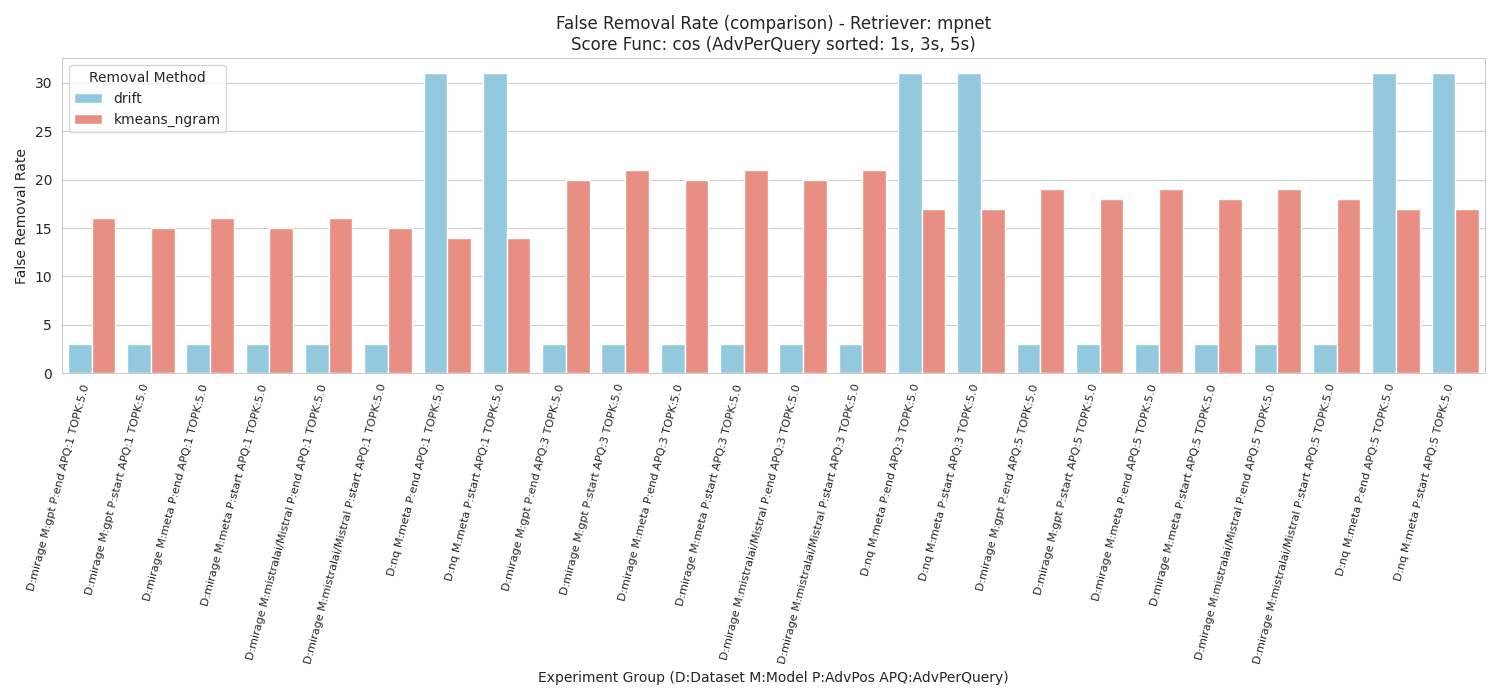 False Removal Rate (comparison) - Retriever: mpnet
Score Func: cos (AdvPerQuery sorted: 1s, 3s, 5s)
Removal Method
drift
kmeans_ngram
False Removal Rate
30
25
20
15
10
5
0
D:mirage M:gpt P:end APQ:1 TOPK:5.0
D:mirage M:gpt P:start APQ:1 TOPK:5.0
D:mirage M:meta P:end APQ:1 TOPK:5.0
D:mirage M:meta P:start APQ:1 TOPK:5.0
D:mirage M:mistralai/Mistral P:end APQ:1 TOPK:5.0
D:mirage M:mistralai/Mistral P:start APQ:1 TOPK:5.0
D:nq M:meta P:end APQ:1 TOPK:5.0
D:nq M:meta P:start APQ:1 TOPK:5.0
D:mirage M:gpt P:end APQ:3 TOPK:5.0
D:mirage M:gpt P:start APQ:3 TOPK:5.0
D:mirage M:meta P:end APQ:3 TOPK:5.0
D:mirage M:meta P:start APQ:3 TOPK:5.0
D:mirage M:mistralai/Mistral P:end APQ:3 TOPK:5.0
D:mirage M:mistralai/Mistral P:start APQ:3 TOPK:5.0
D:nq M:meta P:end APQ:3 TOPK:5.0
D:nq M:meta P:start APQ:3 TOPK:5.0
D:mirage M:gpt P:end APQ:5 TOPK:5.0
D:mirage M:gpt P:start APQ:5 TOPK:5.0
D:mirage M:meta P:end APQ:5 TOPK:5.0
D:mirage M:meta P:start APQ:5 TOPK:5.0
D:mirage M:mistralai/Mistral P:end APQ:5 TOPK:5.0
D:mirage M:mistralai/Mistral P:start APQ:5 TOPK:5.0
D:nq M:meta P:end APQ:5 TOPK:5.0
D:nq M:meta P:start APQ:5 TOPK:5.0
Experiment Group (D:Dataset M:Model P:AdvPos APQ:AdvPerQuery)